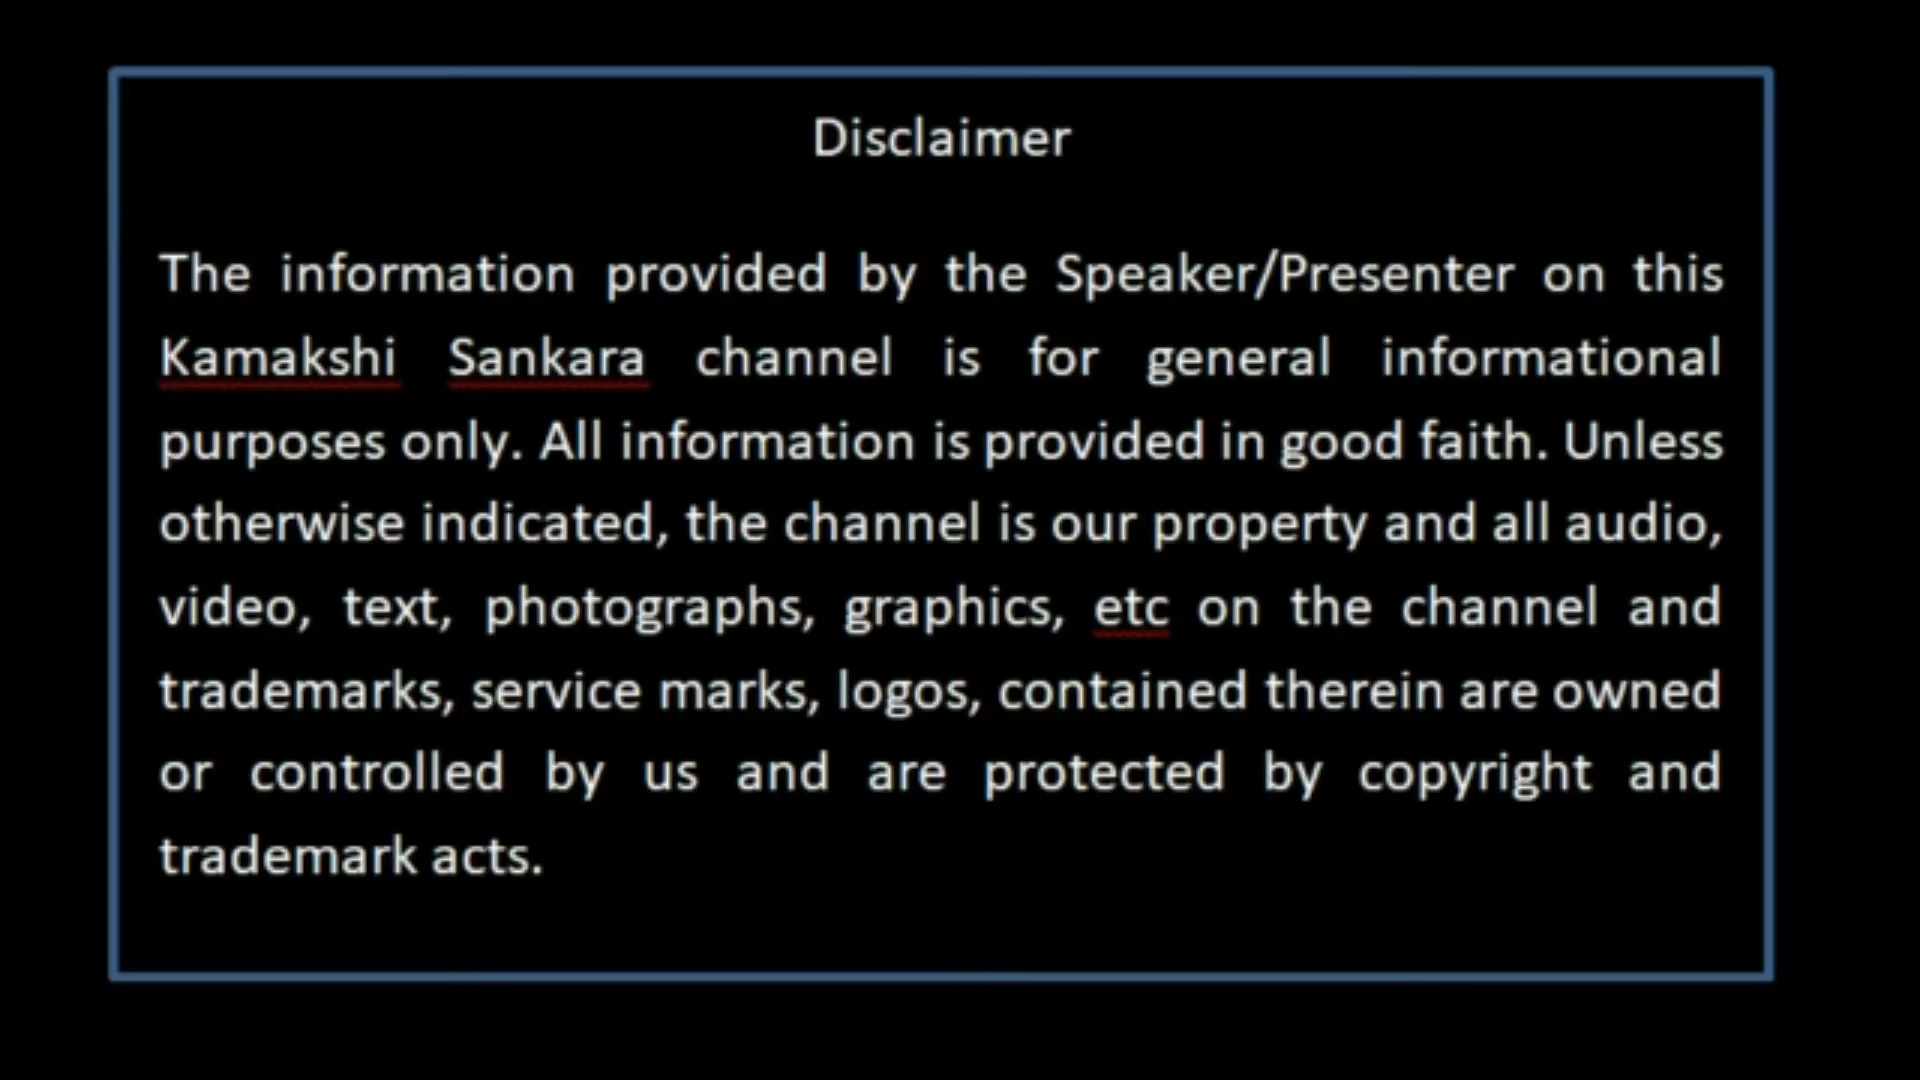 Disclaimer
The information provided by the Speaker/Presenter on this
Kamakshi Sankara channel is for general informational
purposes only. All information is provided in good faith. Unless
otherwise indicated, the channel is our property and all audio,
video, text, photographs, graphics, etc on the channel and
trademarks, service marks, logos, contained therein are owned
or controlled by us and are protected by copyright and
trademark acts.